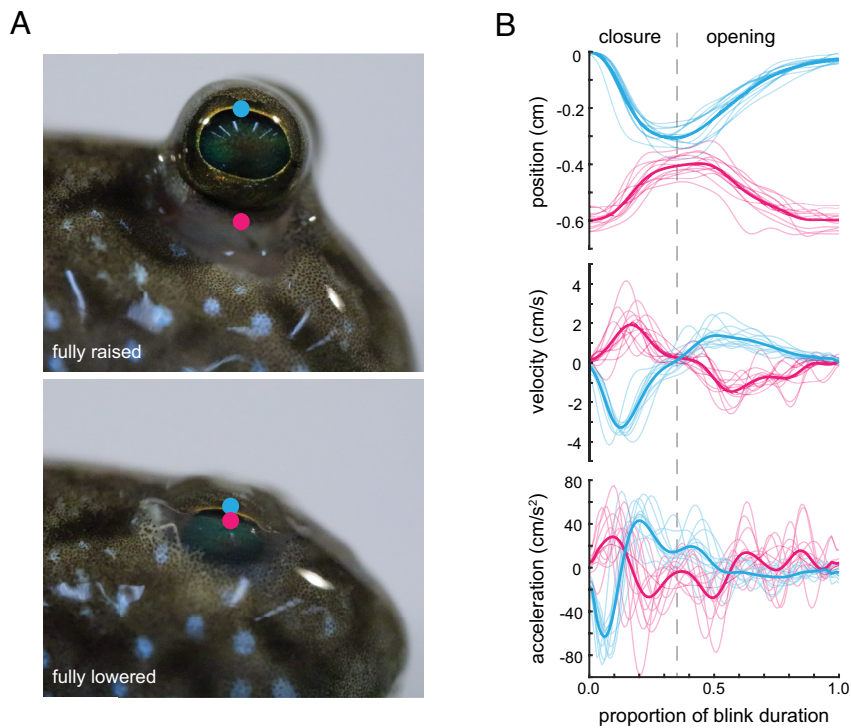 A
fully raised
fully lowered
B
closure opening
position (cm)
0
-0.2
-0.4
-0.6
velocity (cm/s)
4
2
0
-2
-4
acceleration (cm/s²)
80
40
0
-40
-80
0.0 0.5 1.0
proportion of blink duration